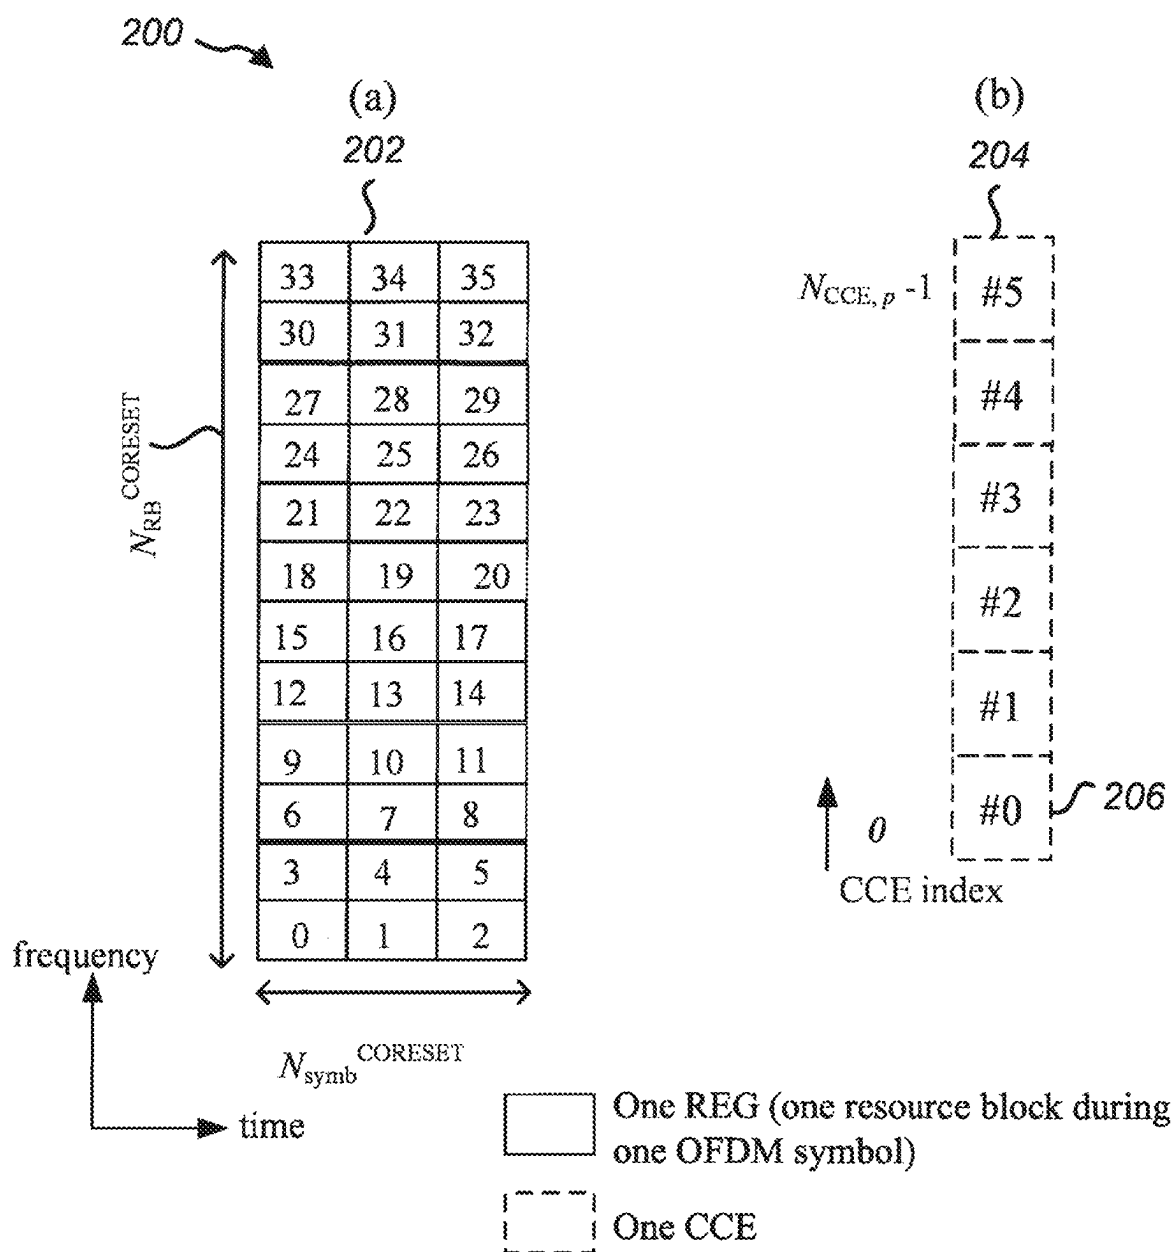 200
(a)
(b)
202
204
33 34 35
30 31 32
27 28 29
24 25 26
21 22 23
18 19 20
15 16 17
12 13 14
9 10 11
6 7 8
3 4 5
0 1 2
N_RB^CORESET
N_CCE, p -1
#5
#4
#3
#2
#1
#0
206
0
CCE index
frequency
time
N_symb^CORESET
One REG (one resource block during
one OFDM symbol)
One CCE